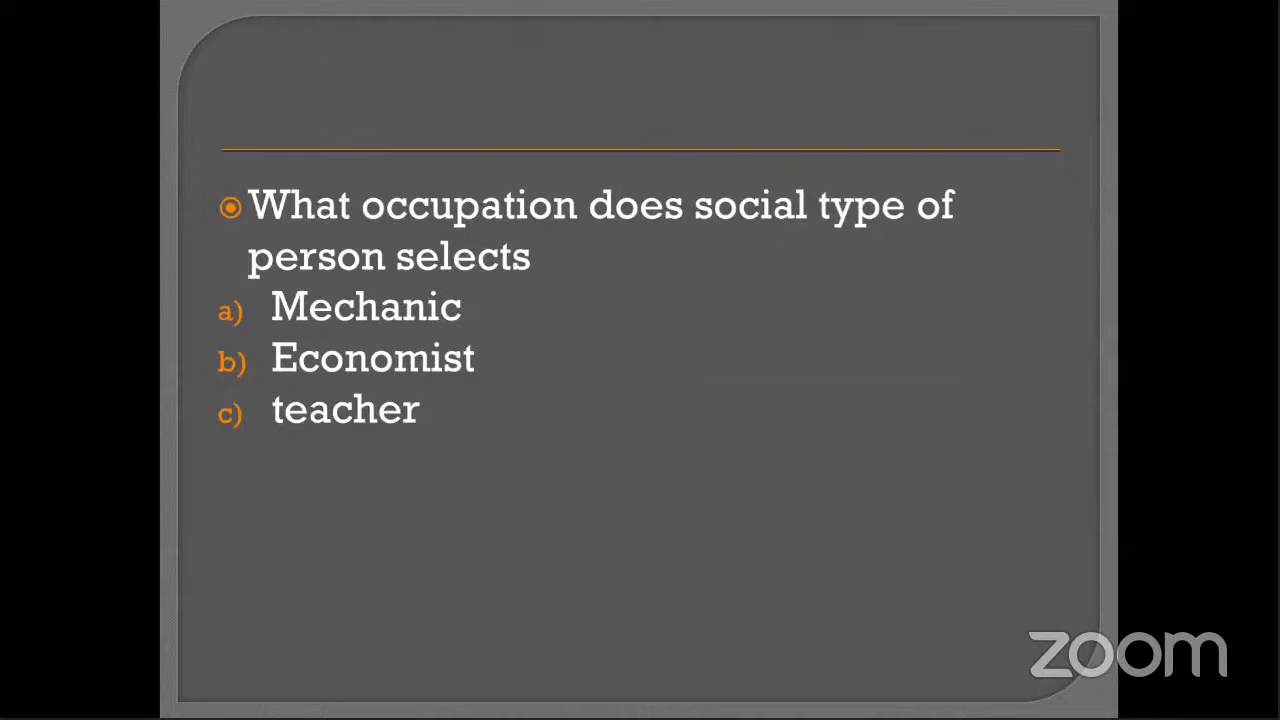 What occupation does social type of
person selects
a) Mechanic
b) Economist
c) teacher
zoom